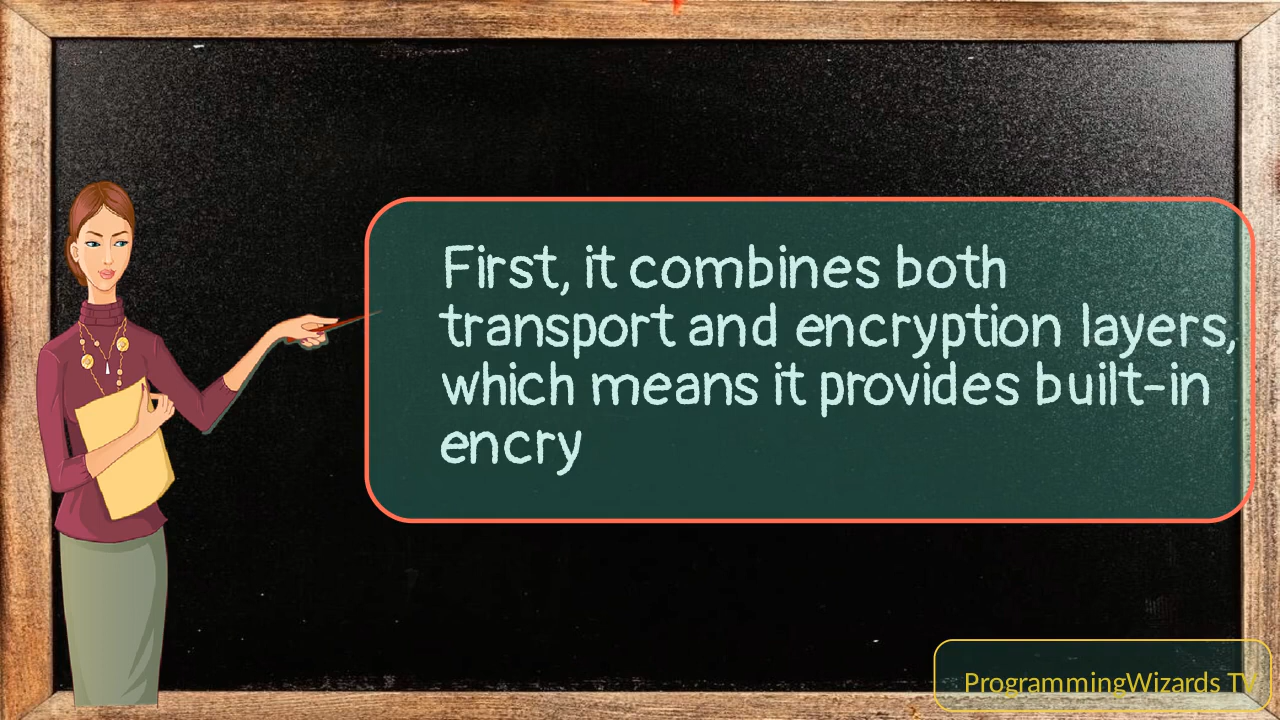 First, it combines both
transport and encryption layers,
which means it provides built-in
encry
ProgrammingWizards TV